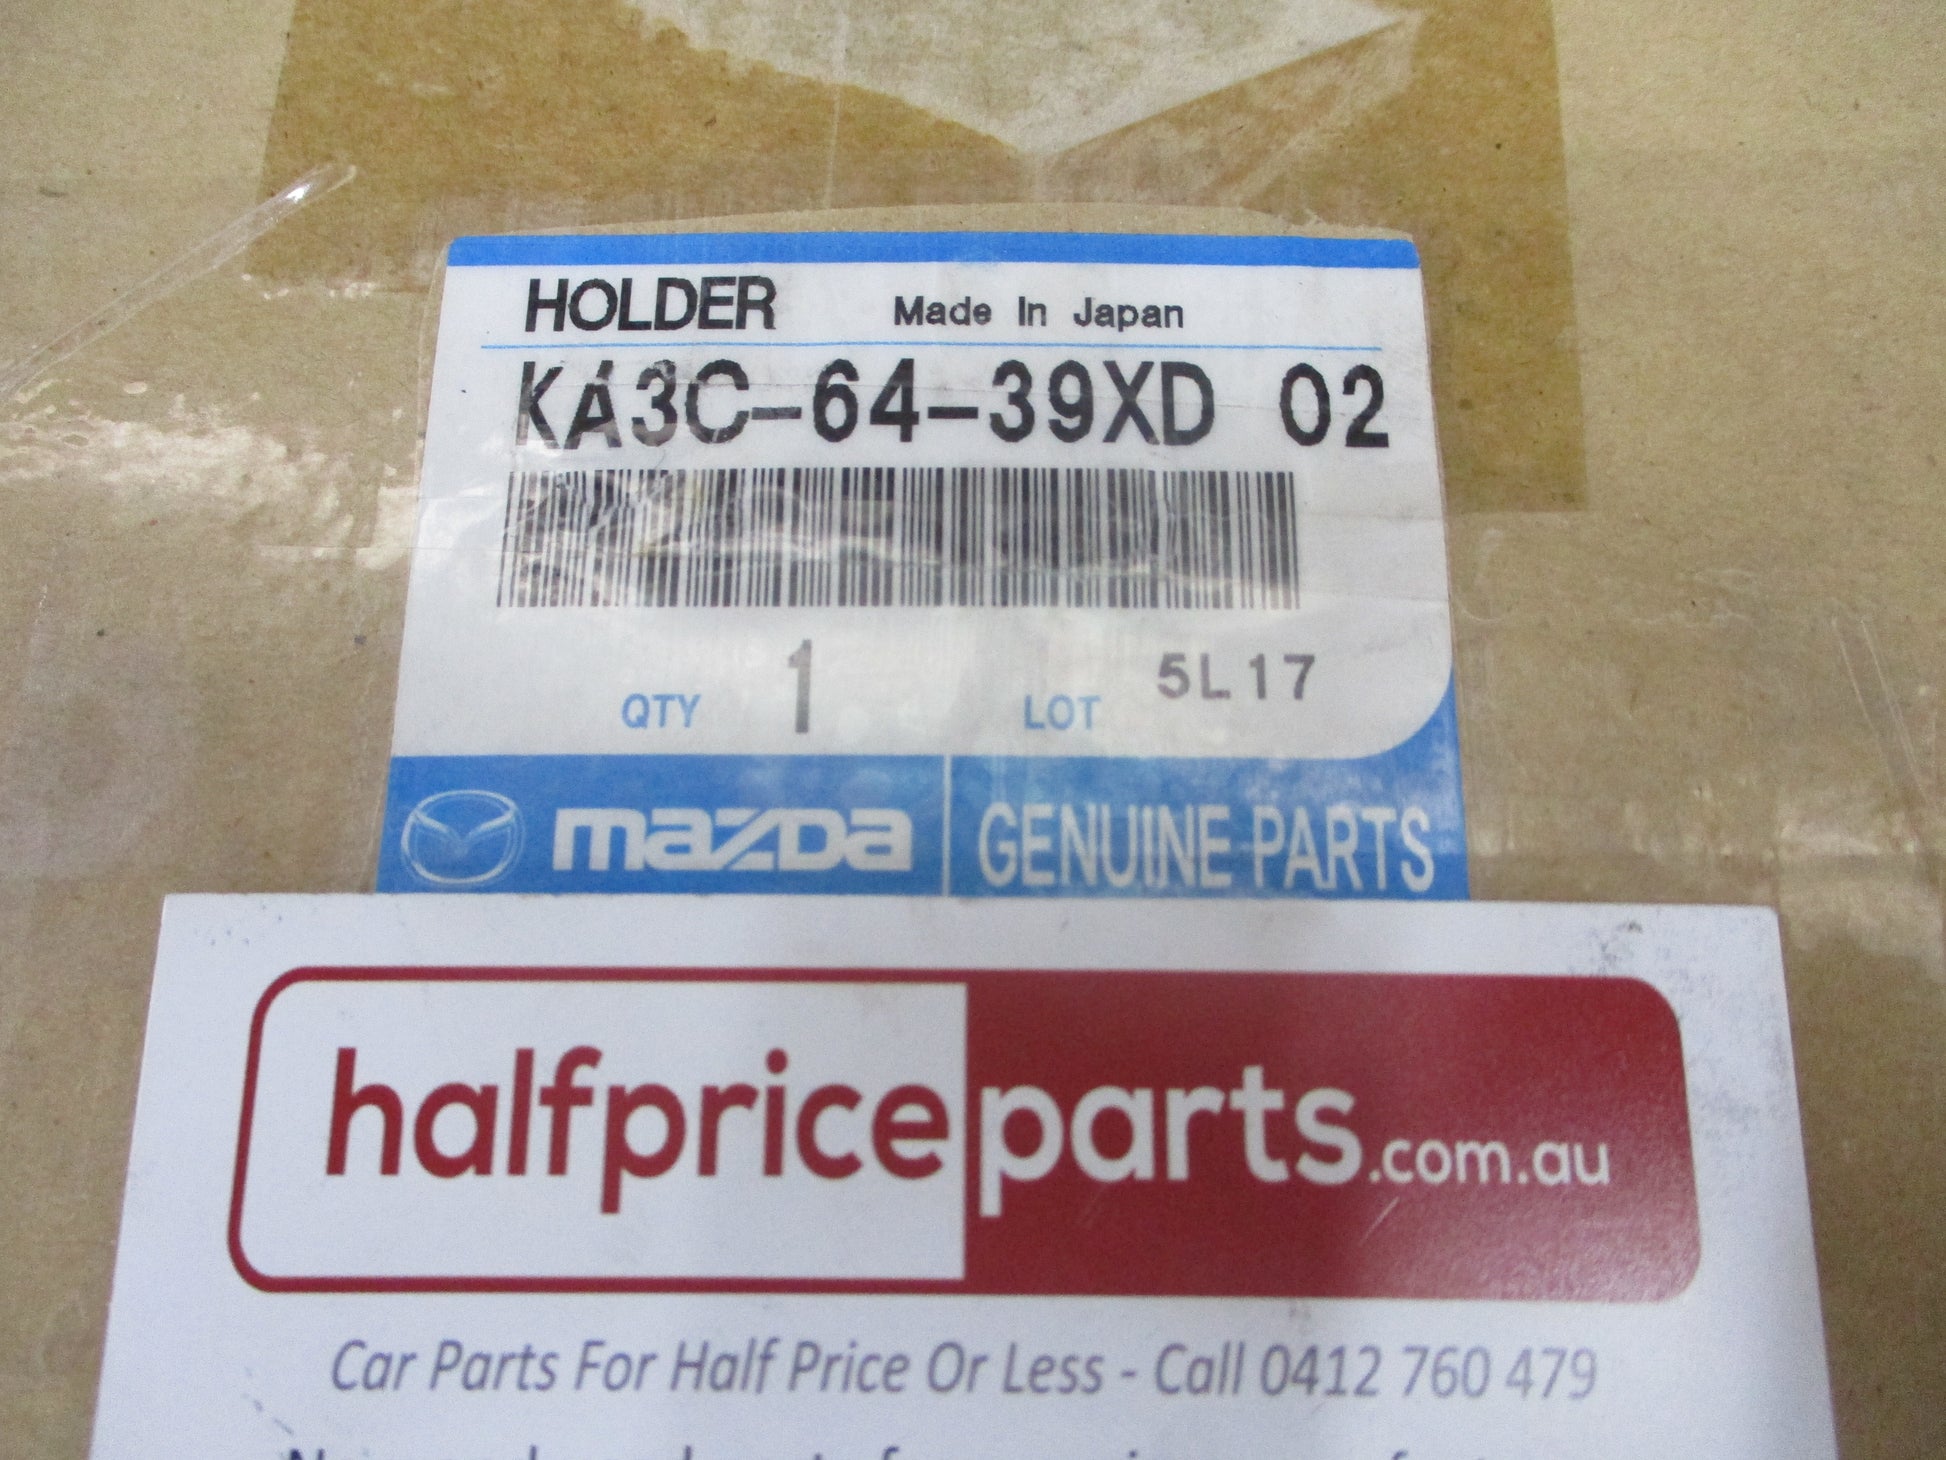 HOLDER Made In Japan
KA3C-64-39XD 02
QTY 1 LOT 5L17
mazda GENUINE PARTS
halfpriceparts.com.au
Car Parts For Half Price Or Less - Call 0412 760 479